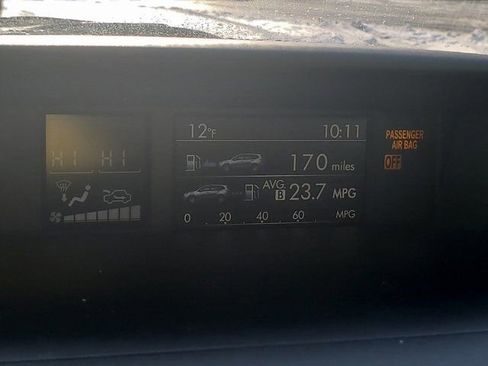 12°F 10:11
HI HI
170 miles
AVG.
B 23.7 MPG
0 20 40 60 MPG
PASSENGER
AIR BAG
OFF